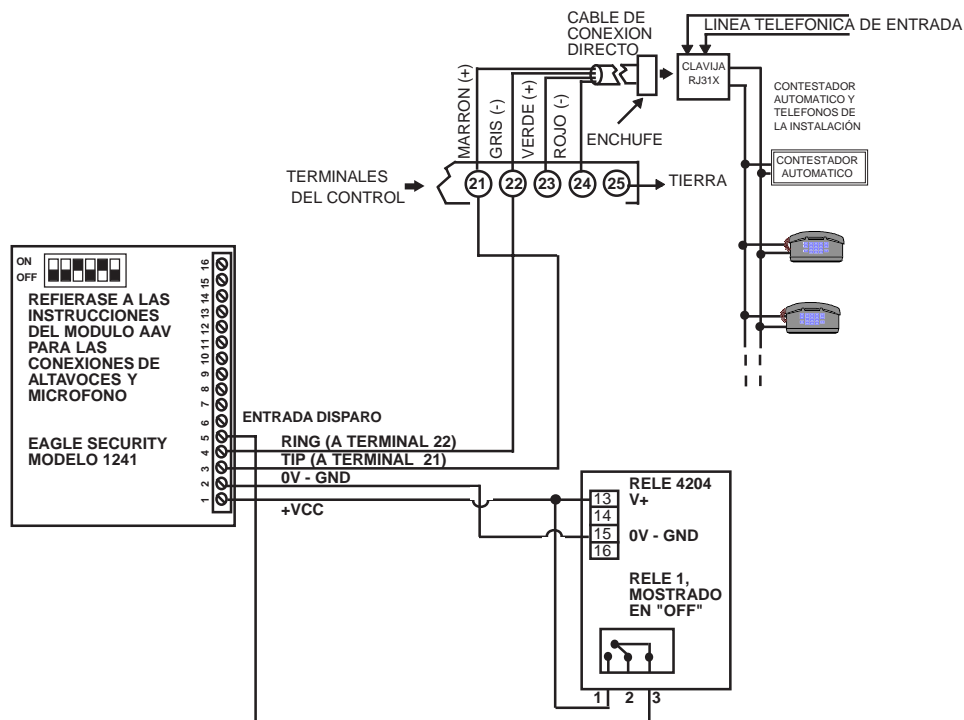 CABLE DE
CONEXION
DIRECTO
LINEA TELEFONICA DE ENTRADA
CLAVIJA
RJ31X
CONTESTADOR
AUTOMATICO Y
TELEFONOS DE
LA INSTALACIÓN
MARRON (+)
GRIS (-)
VERDE (+)
ROJO (-)
ENCHUFE
CONTESTADOR
AUTOMATICO
TERMINALES
DEL CONTROL
21
22
23
24
25
TIERRA
ON
OFF
REFIERASE A LAS
INSTRUCCIONES
DEL MODULO AAV
PARA LAS
CONEXIONES DE
ALTAVOCES Y
MICROFONO
EAGLE SECURITY
MODELO 1241
16
15
14
13
12
11
10
9
8
7
6
5
4
3
2
1
ENTRADA DISPARO
RING (A TERMINAL 22)
TIP (A TERMINAL 21)
0V - GND
+VCC
RELE 4204
13 V+
14
15 0V - GND
16
RELE 1,
MOSTRADO
EN "OFF"
1 2 3